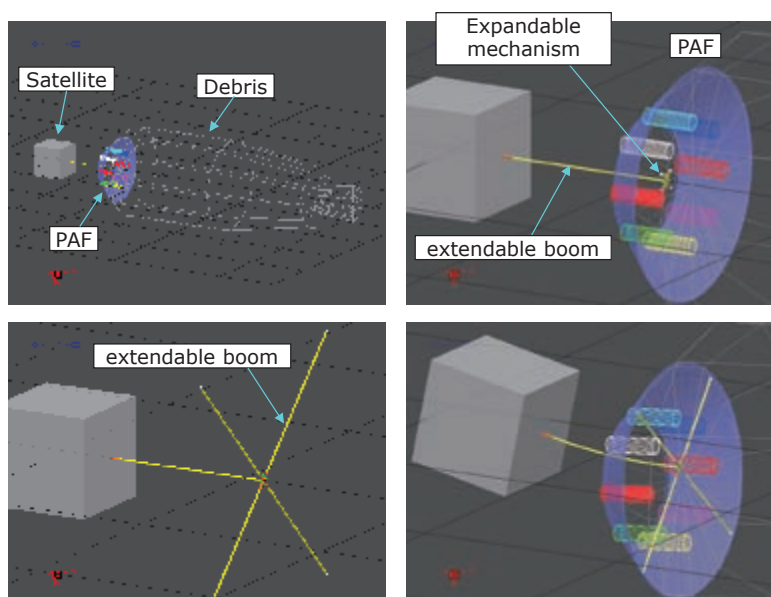 Satellite
Debris
PAF
Expandable
mechanism
PAF
extendable boom
extendable boom